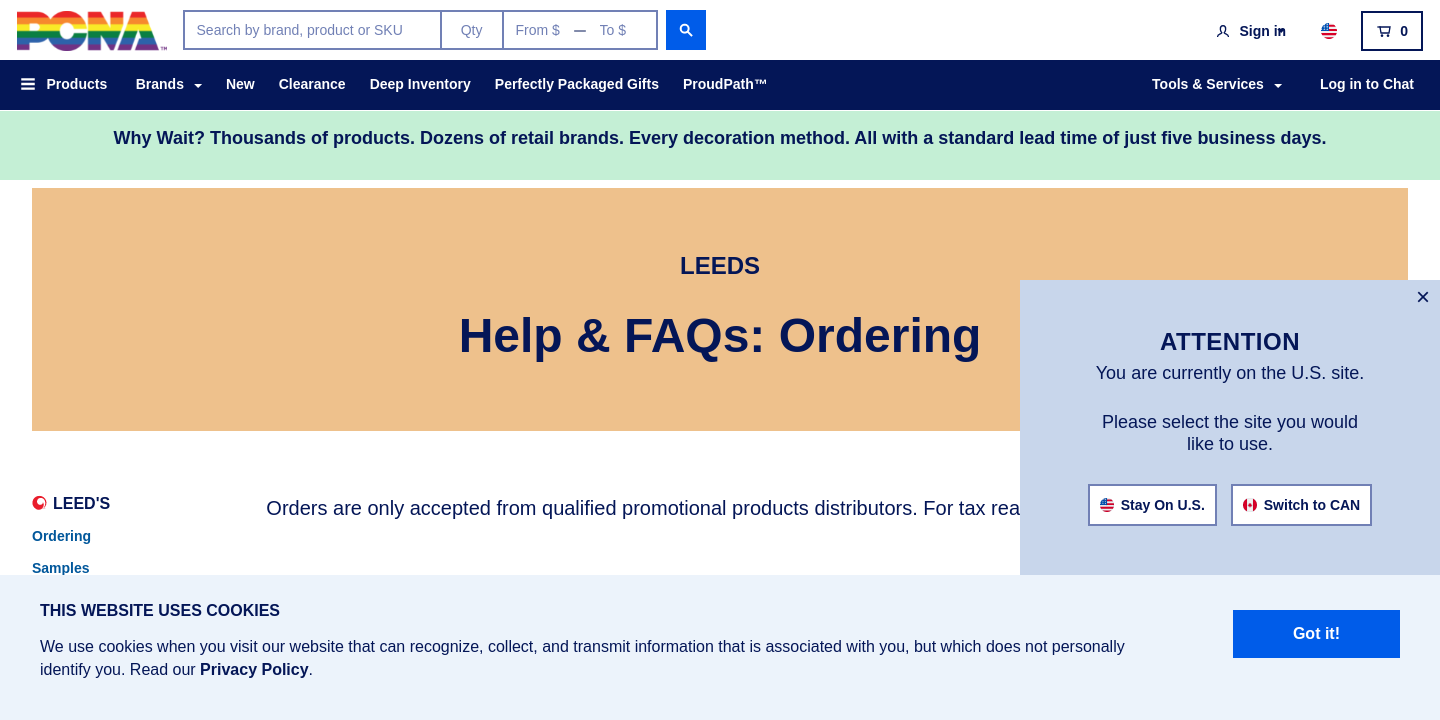 PCNA™
Search by brand, product or SKU Qty From $ — To $
Sign in 0
Products Brands New Clearance Deep Inventory Perfectly Packaged Gifts ProudPath™ Tools & Services Log in to Chat
Why Wait? Thousands of products. Dozens of retail brands. Every decoration method. All with a standard lead time of just five business days.
LEEDS
Help & FAQs: Ordering
×
ATTENTION
You are currently on the U.S. site.
Please select the site you would
like to use.
Stay On U.S. Switch to CAN
LEED'S
Ordering
Samples
Orders are only accepted from qualified promotional products distributors. For tax rea
THIS WEBSITE USES COOKIES
We use cookies when you visit our website that can recognize, collect, and transmit information that is associated with you, but which does not personally
identify you. Read our Privacy Policy.
Got it!